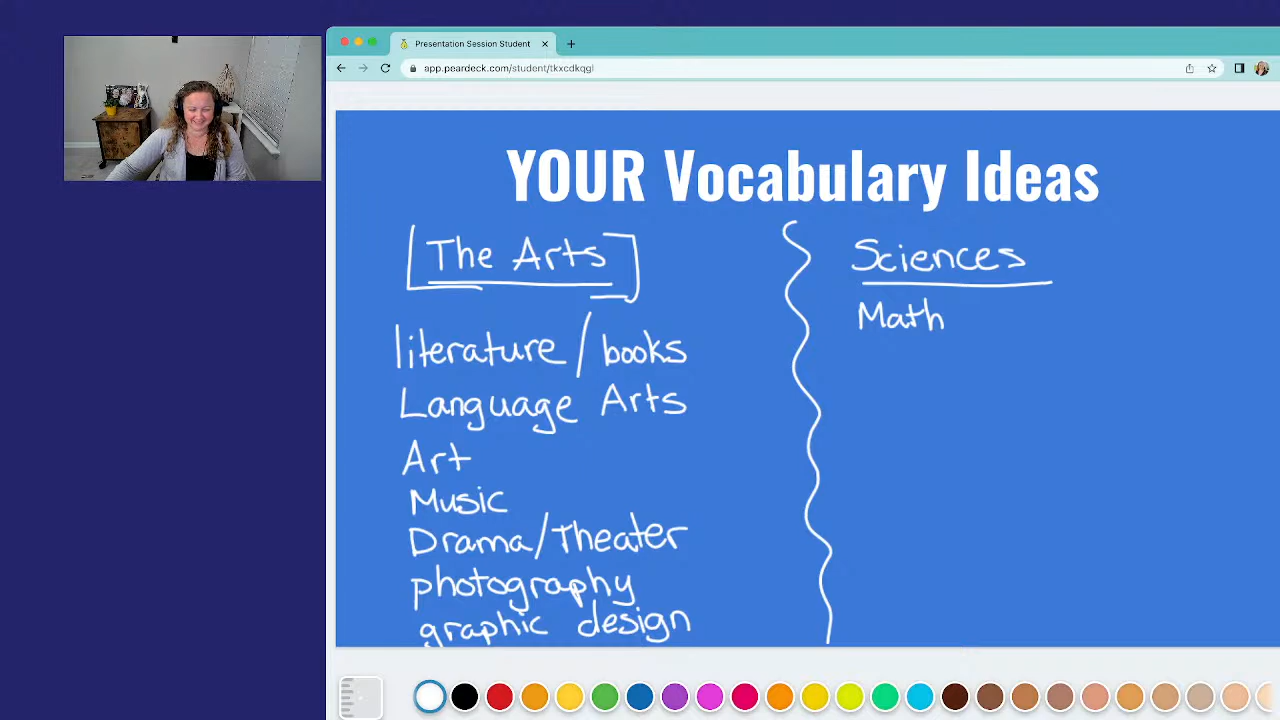 Presentation Session Student
app.peardeck.com/student/tkxcdkqgl
YOUR Vocabulary Ideas
The Arts
literature/books
Language Arts
Art
Music
Drama/Theater
photography
graphic design
Sciences
Math